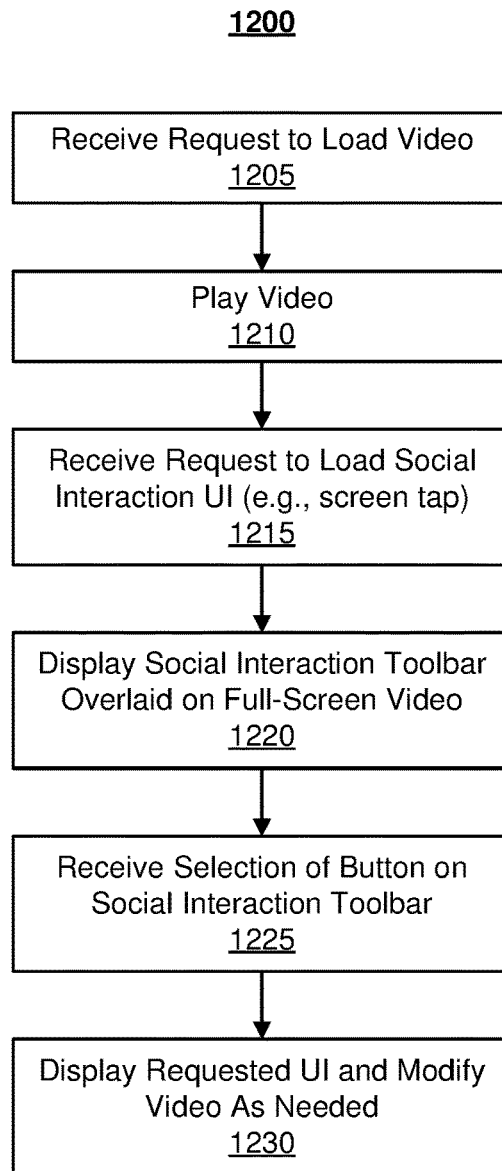 1200
Receive Request to Load Video
1205
Play Video
1210
Receive Request to Load Social
Interaction UI (e.g., screen tap)
1215
Display Social Interaction Toolbar
Overlaid on Full-Screen Video
1220
Receive Selection of Button on
Social Interaction Toolbar
1225
Display Requested UI and Modify
Video As Needed
1230